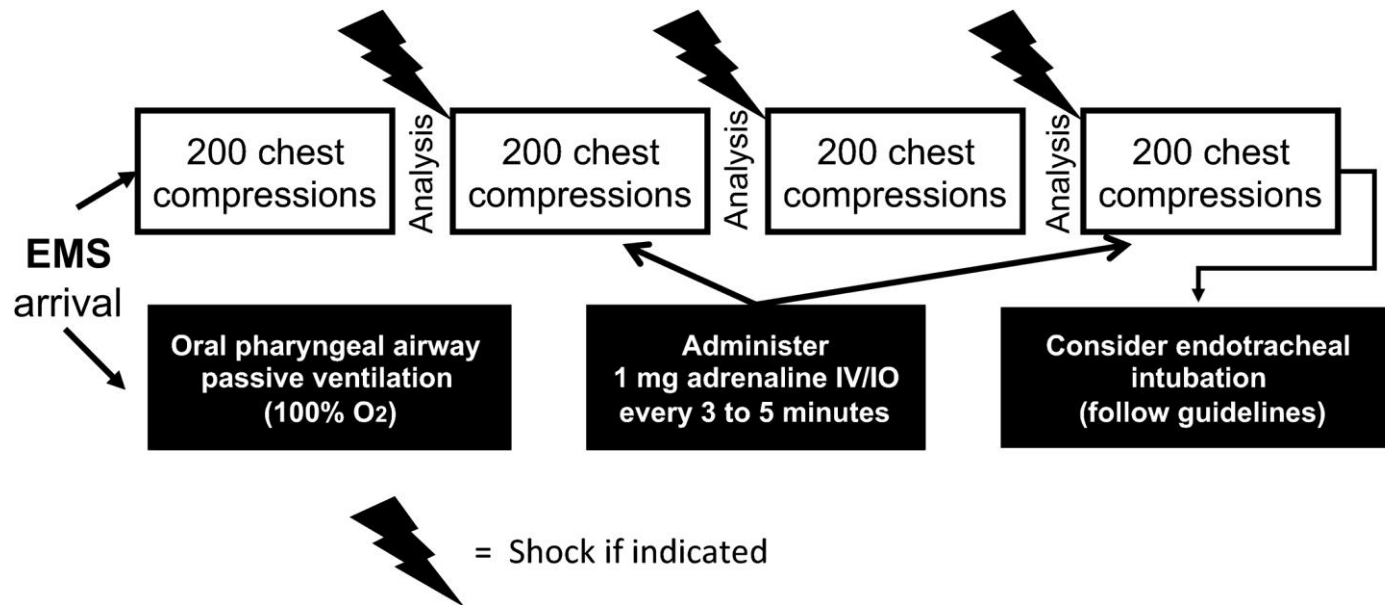 EMS
arrival
200 chest
compressions
Analysis
200 chest
compressions
Analysis
200 chest
compressions
Analysis
200 chest
compressions
Oral pharyngeal airway
passive ventilation
(100% O2)
Administer
1 mg adrenaline IV/IO
every 3 to 5 minutes
Consider endotracheal
intubation
(follow guidelines)
= Shock if indicated